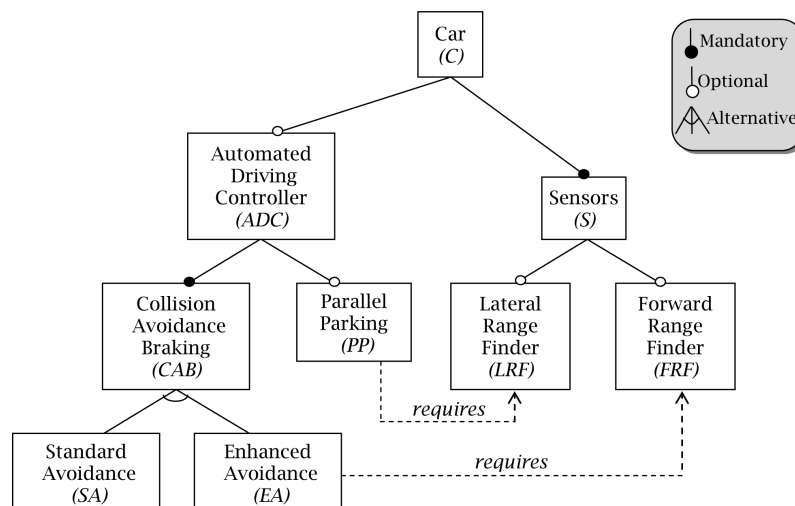 Car
(C)
Mandatory
Optional
Alternative
Automated
Driving
Controller
(ADC)
Sensors
(S)
Collision
Avoidance
Braking
(CAB)
Parallel
Parking
(PP)
Lateral
Range
Finder
(LRF)
Forward
Range
Finder
(FRF)
requires
Standard
Avoidance
(SA)
Enhanced
Avoidance
(EA)
requires